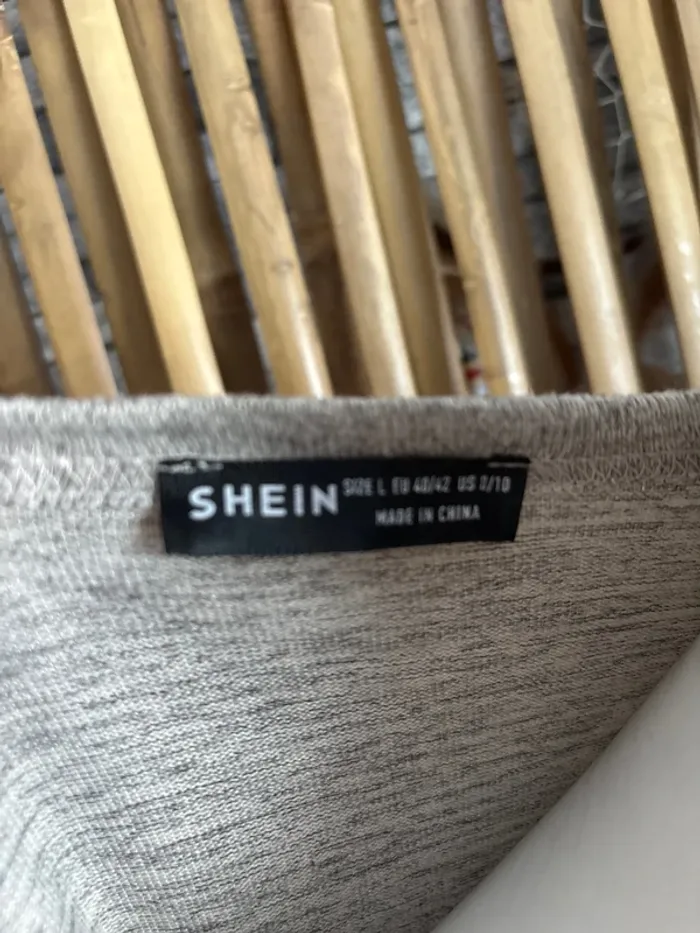 SHEIN
SIZE L EU 40/42 US 8/10
MADE IN CHINA